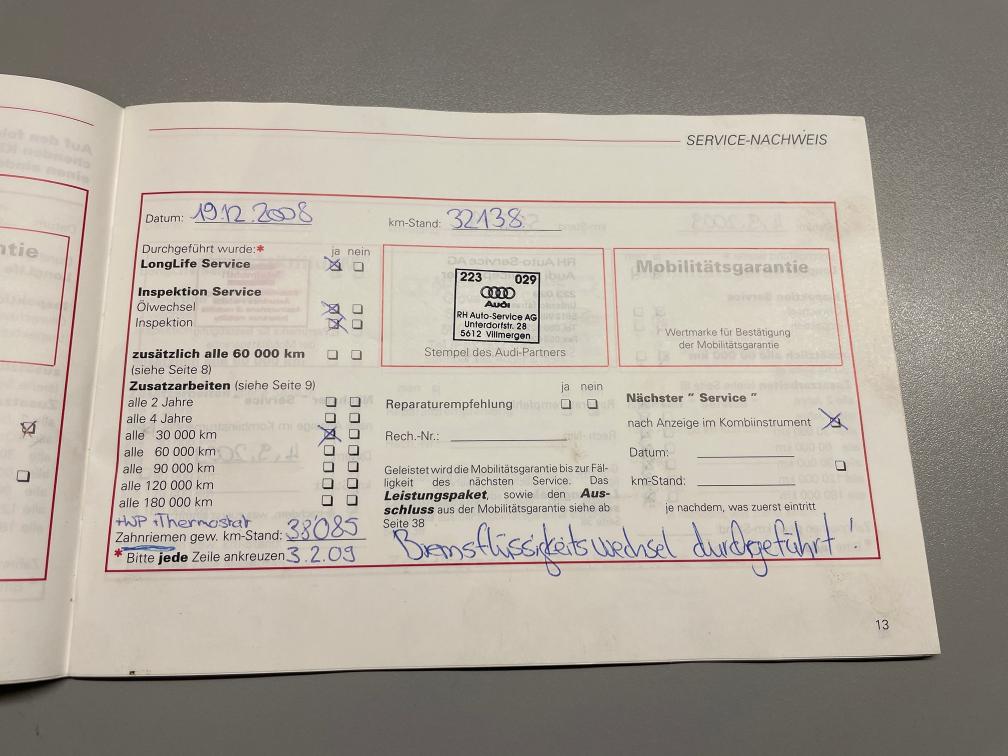 SERVICE-NACHWEIS
Datum: 19.12.2008 km-Stand: 32138
Durchgeführt wurde:* ja nein
LongLife Service
Inspektion Service
Ölwechsel
Inspektion
zusätzlich alle 60 000 km
(siehe Seite 8)
Zusatzarbeiten (siehe Seite 9)
alle 2 Jahre
alle 4 Jahre
alle 30 000 km
alle 60 000 km
alle 90 000 km
alle 120 000 km
alle 180 000 km
+WP +Thermostat
Zahnriemen gew. km-Stand: 33085
* Bitte jede Zeile ankreuzen 3.2.09
223 029
Audi
RH Auto-Service AG
Unterdorfstr. 28
5612 Villmergen
Stempel des Audi-Partners
ja nein
Reparaturempfehlung
Rech.-Nr.:
Geleistet wird die Mobilitätsgarantie bis zur Fäl-
ligkeit des nächsten Service. Das
Leistungspaket, sowie den Aus-
schluss aus der Mobilitätsgarantie siehe ab
Seite 38
Mobilitätsgarantie
Wertmarke für Bestätigung
der Mobilitätsgarantie
Nächster " Service "
nach Anzeige im Kombiinstrument
Datum:
km-Stand:
je nachdem, was zuerst eintritt
Bremsflüssigkeitswechsel durchgeführt!
13